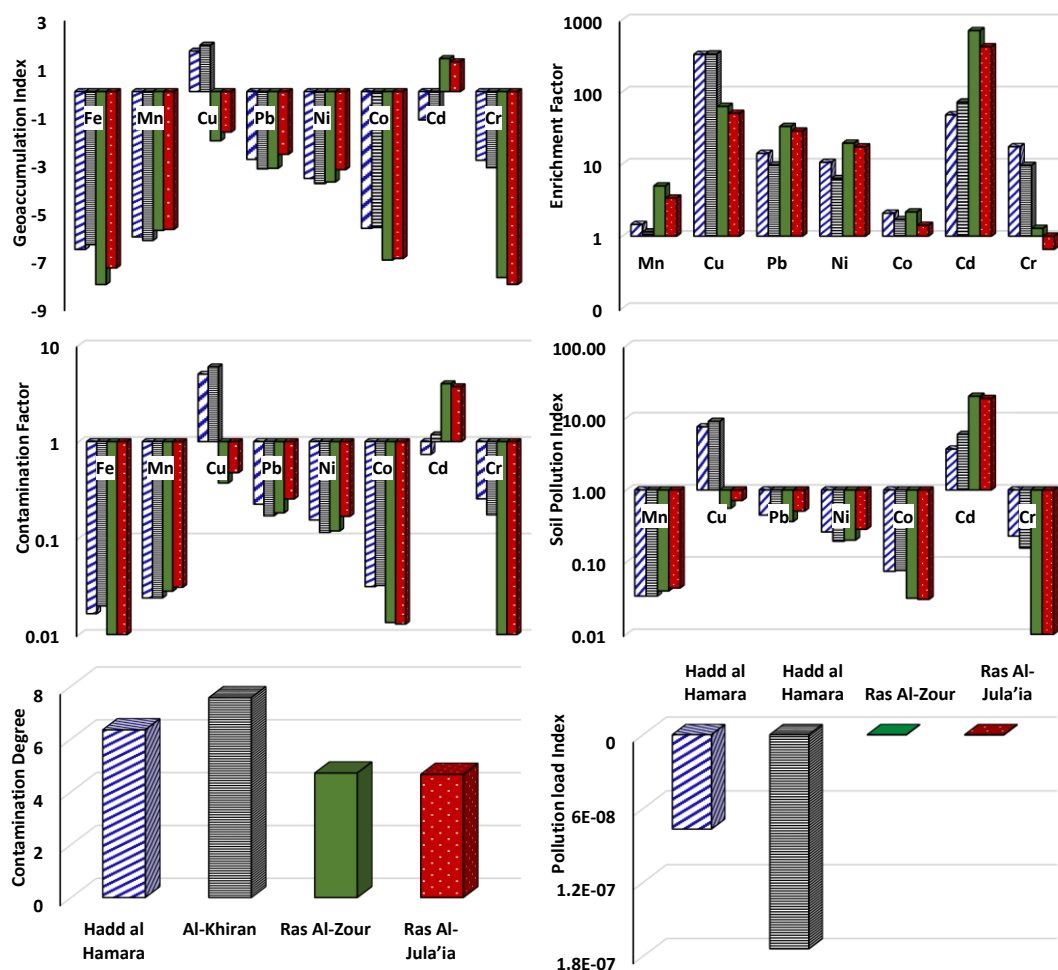 Geoaccumulation Index
3
1
-1
-3
-5
-7
-9
Fe
Mn
Cu
Pb
Ni
Co
Cd
Cr
Enrichment Factor
1000
100
10
1
0
Mn
Cu
Pb
Ni
Co
Cd
Cr
Contamination Factor
10
1
0.1
0.01
Fe
Mn
Cu
Pb
Ni
Co
Cd
Cr
Soil Pollution Index
100.00
10.00
1.00
0.10
0.01
Mn
Cu
Pb
Ni
Co
Cd
Cr
Contamination Degree
8
6
4
2
0
Hadd al
Hamara
Al-Khiran
Ras Al-Zour
Ras Al-
Jula’ia
Pollution load Index
Hadd al
Hamara
Hadd al
Hamara
Ras Al-Zour
Ras Al-
Jula’ia
0
6E-08
1.2E-07
1.8E-07